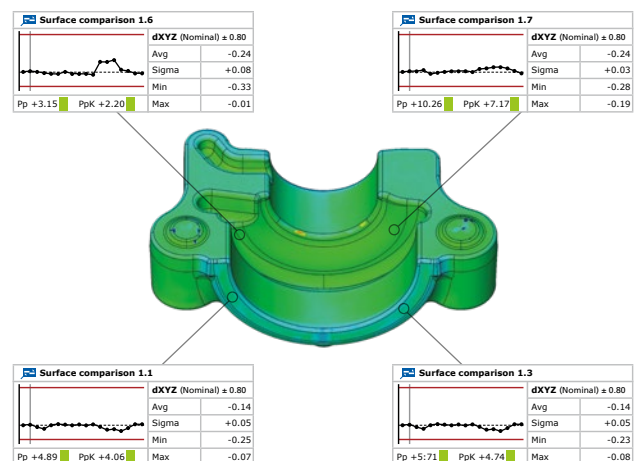 Surface comparison 1.6
dXYZ (Nominal) ± 0.80
Avg -0.24
Sigma +0.08
Min -0.33
Pp +3.15 PpK +2.20 Max -0.01
Surface comparison 1.7
dXYZ (Nominal) ± 0.80
Avg -0.24
Sigma +0.03
Min -0.28
Pp +10.26 PpK +7.17 Max -0.19
Surface comparison 1.1
dXYZ (Nominal) ± 0.80
Avg -0.14
Sigma +0.05
Min -0.25
Pp +4.89 PpK +4.06 Max -0.07
Surface comparison 1.3
dXYZ (Nominal) ± 0.80
Avg -0.14
Sigma +0.05
Min -0.23
Pp +5:71 PpK +4.74 Max -0.08